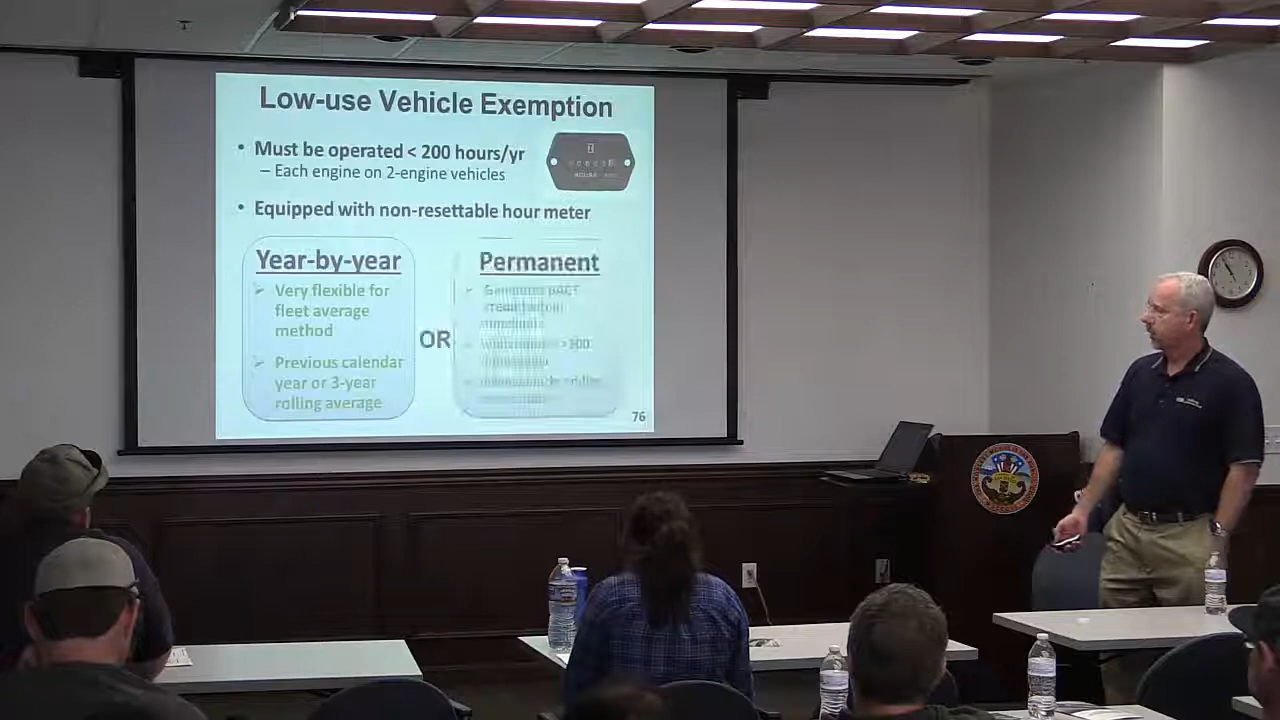 Low-use Vehicle Exemption
• Must be operated < 200 hours/yr
– Each engine on 2-engine vehicles
• Equipped with non-resettable hour meter
Year-by-year
➢ Very flexible for
fleet average
method
➢ Previous calendar
year or 3-year
rolling average
OR
Permanent
76